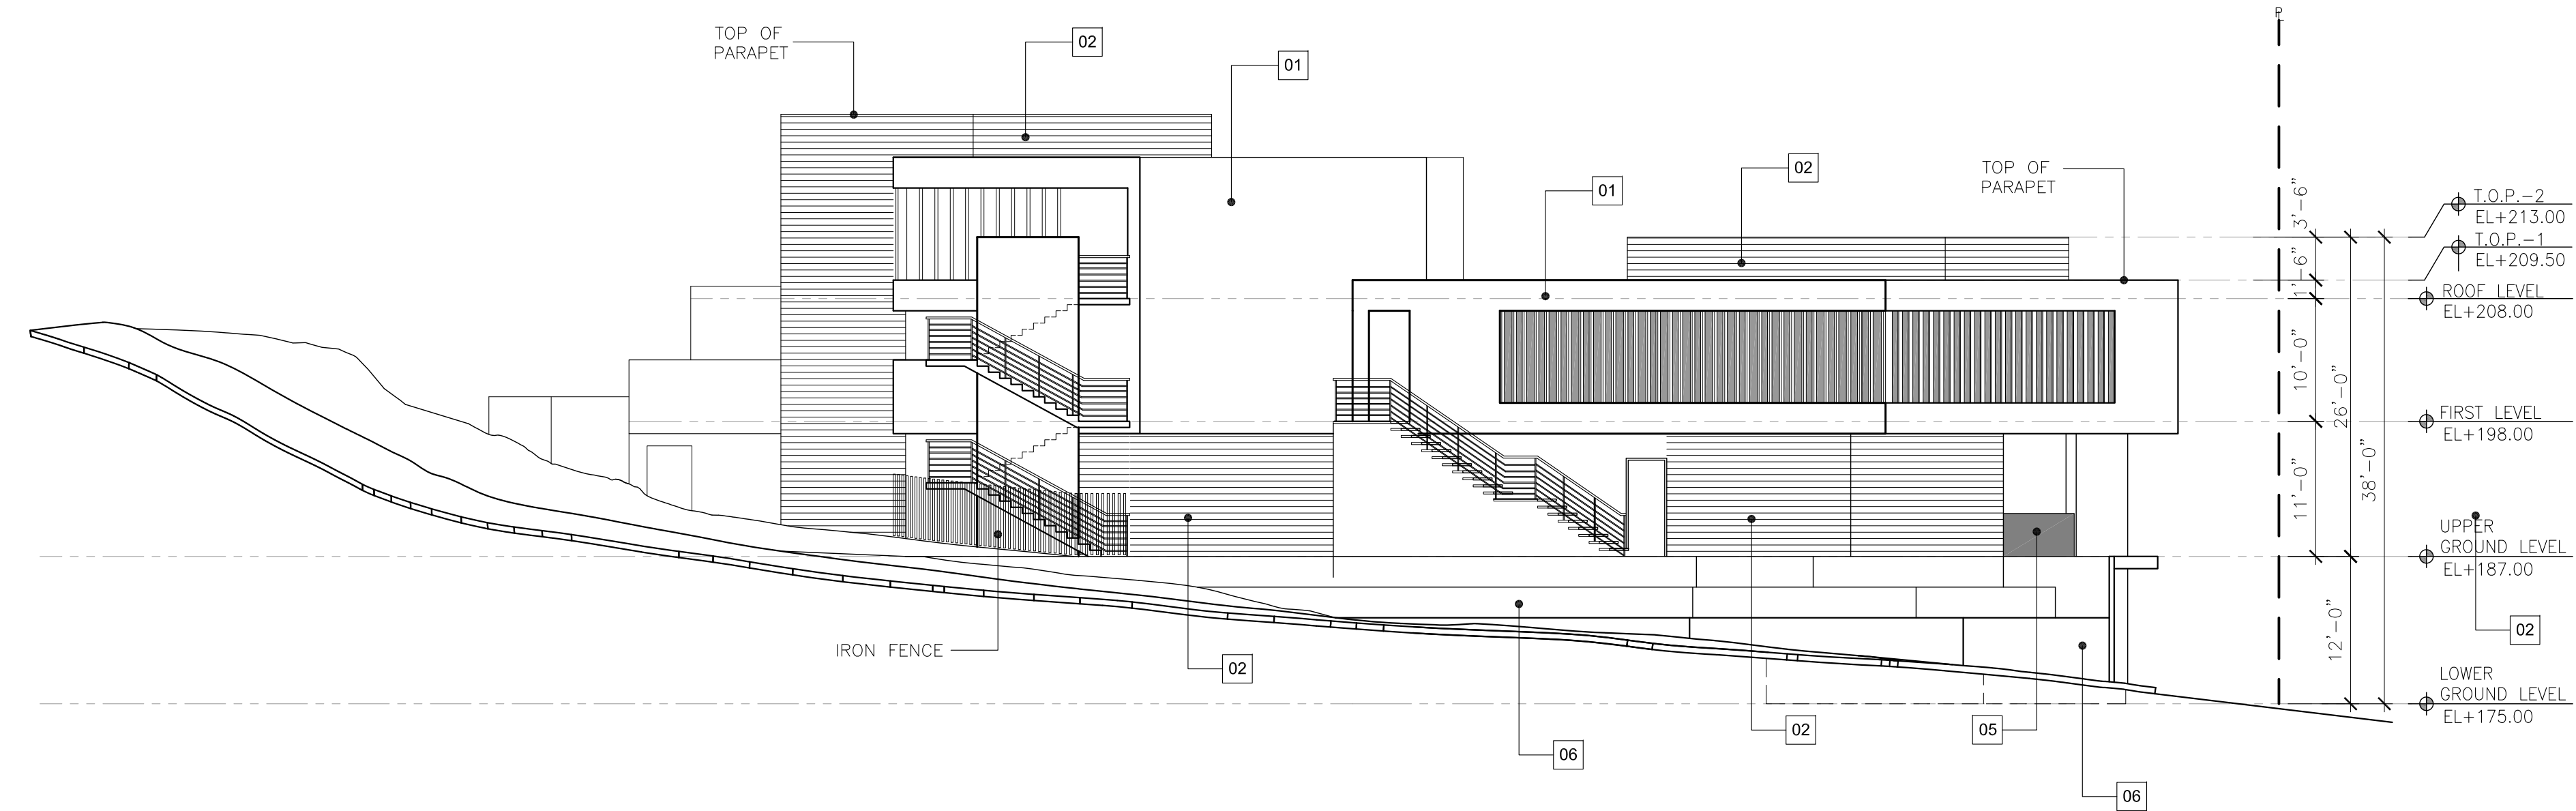 PL
TOP OF
PARAPET
02
01
02
01
TOP OF
PARAPET
3'-6"
T.O.P.-2
EL+213.00
T.O.P.-1
EL+209.50
1'-6"
ROOF LEVEL
EL+208.00
10'-0"
26'-0"
38'-0"
FIRST LEVEL
EL+198.00
11'-0"
UPPER
GROUND LEVEL
EL+187.00
12'-0"
02
IRON FENCE
02
LOWER
GROUND LEVEL
EL+175.00
06
02
05
06